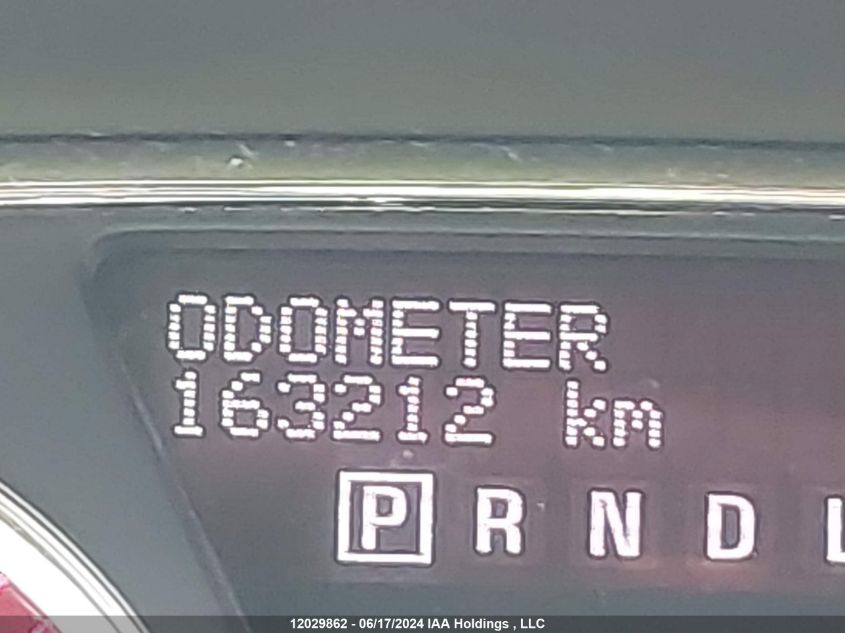 ODOMETER
163212 km
P R N D L
12029862 - 06/17/2024 IAA Holdings , LLC